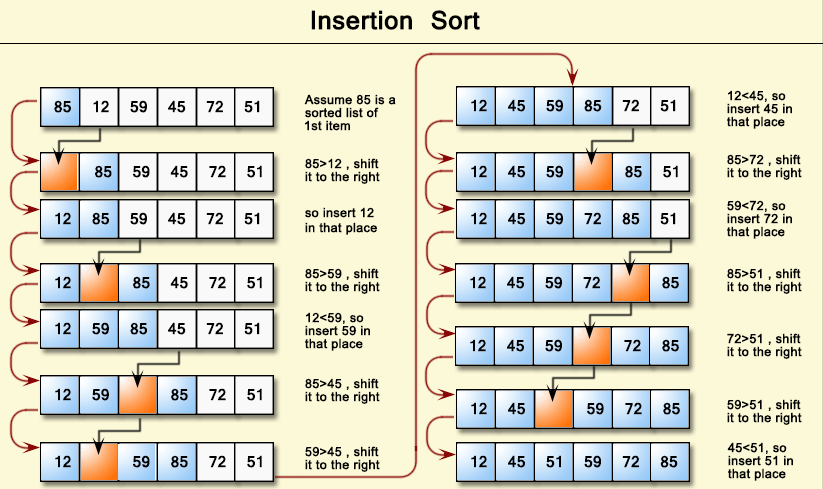 Insertion Sort
85 12 59 45 72 51
Assume 85 is a
sorted list of
1st item
85 59 45 72 51
85>12 , shift
it to the right
12 85 59 45 72 51
so insert 12
in that place
12 85 45 72 51
85>59 , shift
it to the right
12 59 85 45 72 51
12<59, so
insert 59 in
that place
12 59 85 72 51
85>45 , shift
it to the right
12 59 85 72 51
59>45 , shift
it to the right
12 45 59 85 72 51
12<45, so
insert 45 in
that place
12 45 59 85 51
85>72 , shift
it to the right
12 45 59 72 85 51
59<72, so
insert 72 in
that place
12 45 59 72 85
85>51 , shift
it to the right
12 45 59 72 85
72>51 , shift
it to the right
12 45 59 72 85
59>51 , shift
it to the right
12 45 51 59 72 85
45<51, so
insert 51 in
that place